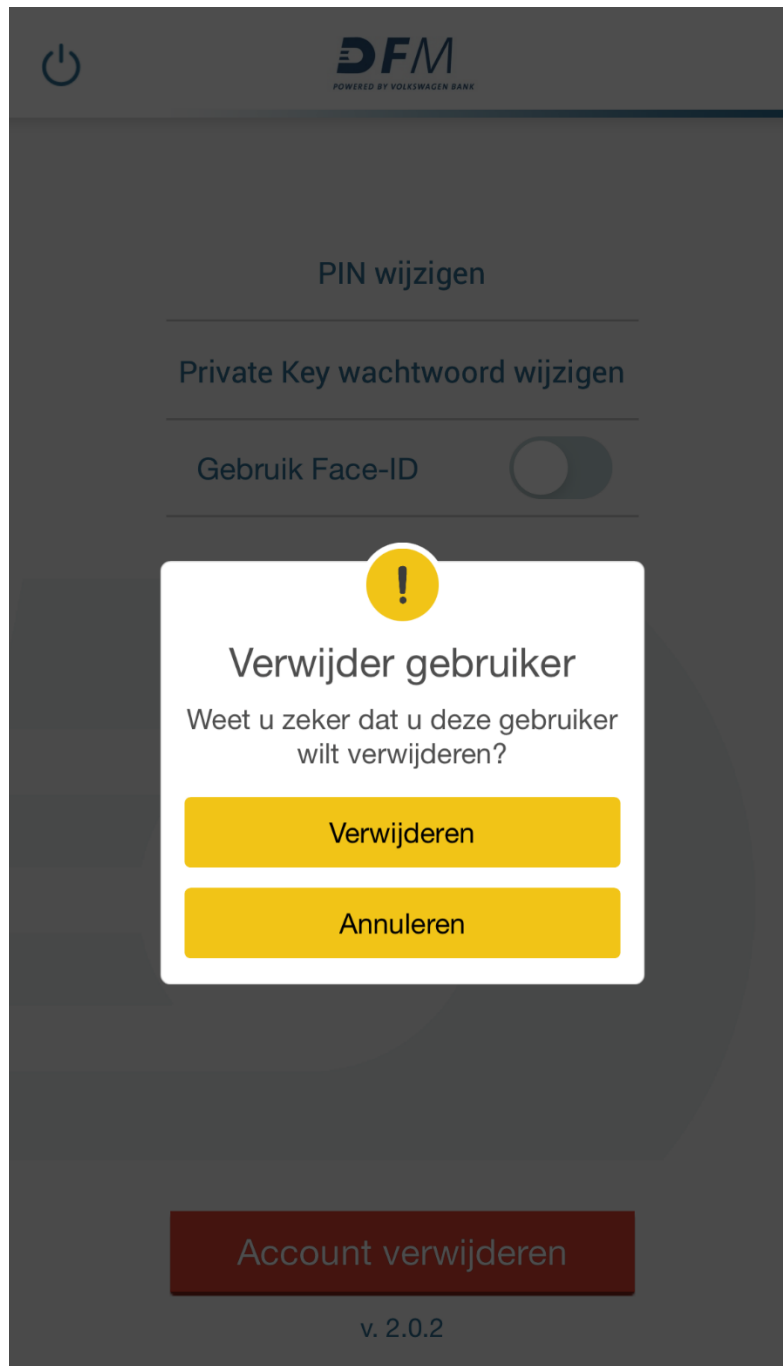 DFM
POWERED BY VOLKSWAGEN BANK
PIN wijzigen
Private Key wachtwoord wijzigen
Gebruik Face-ID
!
Verwijder gebruiker
Weet u zeker dat u deze gebruiker
wilt verwijderen?
Verwijderen
Annuleren
Account verwijderen
v. 2.0.2